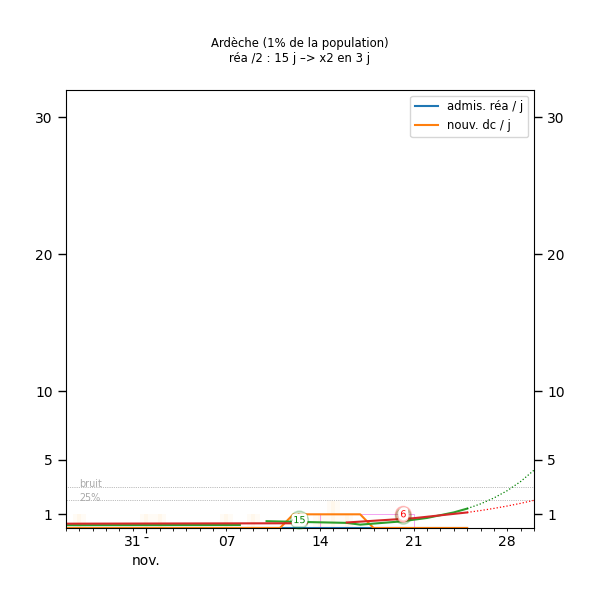 Ardèche (1% de la population)
réa /2 : 15 j –> x2 en 3 j
admis. réa / j
nouv. dc / j
30 30
20 20
10 10
5 5
bruit
25%
1 15 6 1
31 - 07 14 21 28
nov.